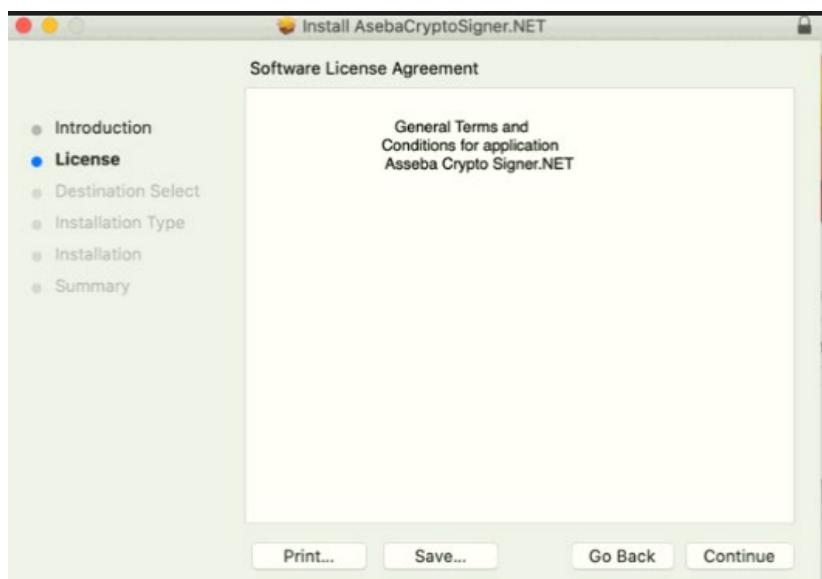 Install AsebaCryptoSigner.NET
Software License Agreement
Introduction
License
Destination Select
Installation Type
Installation
Summary
General Terms and
Conditions for application
Asseba Crypto Signer.NET
Print...
Save...
Go Back
Continue